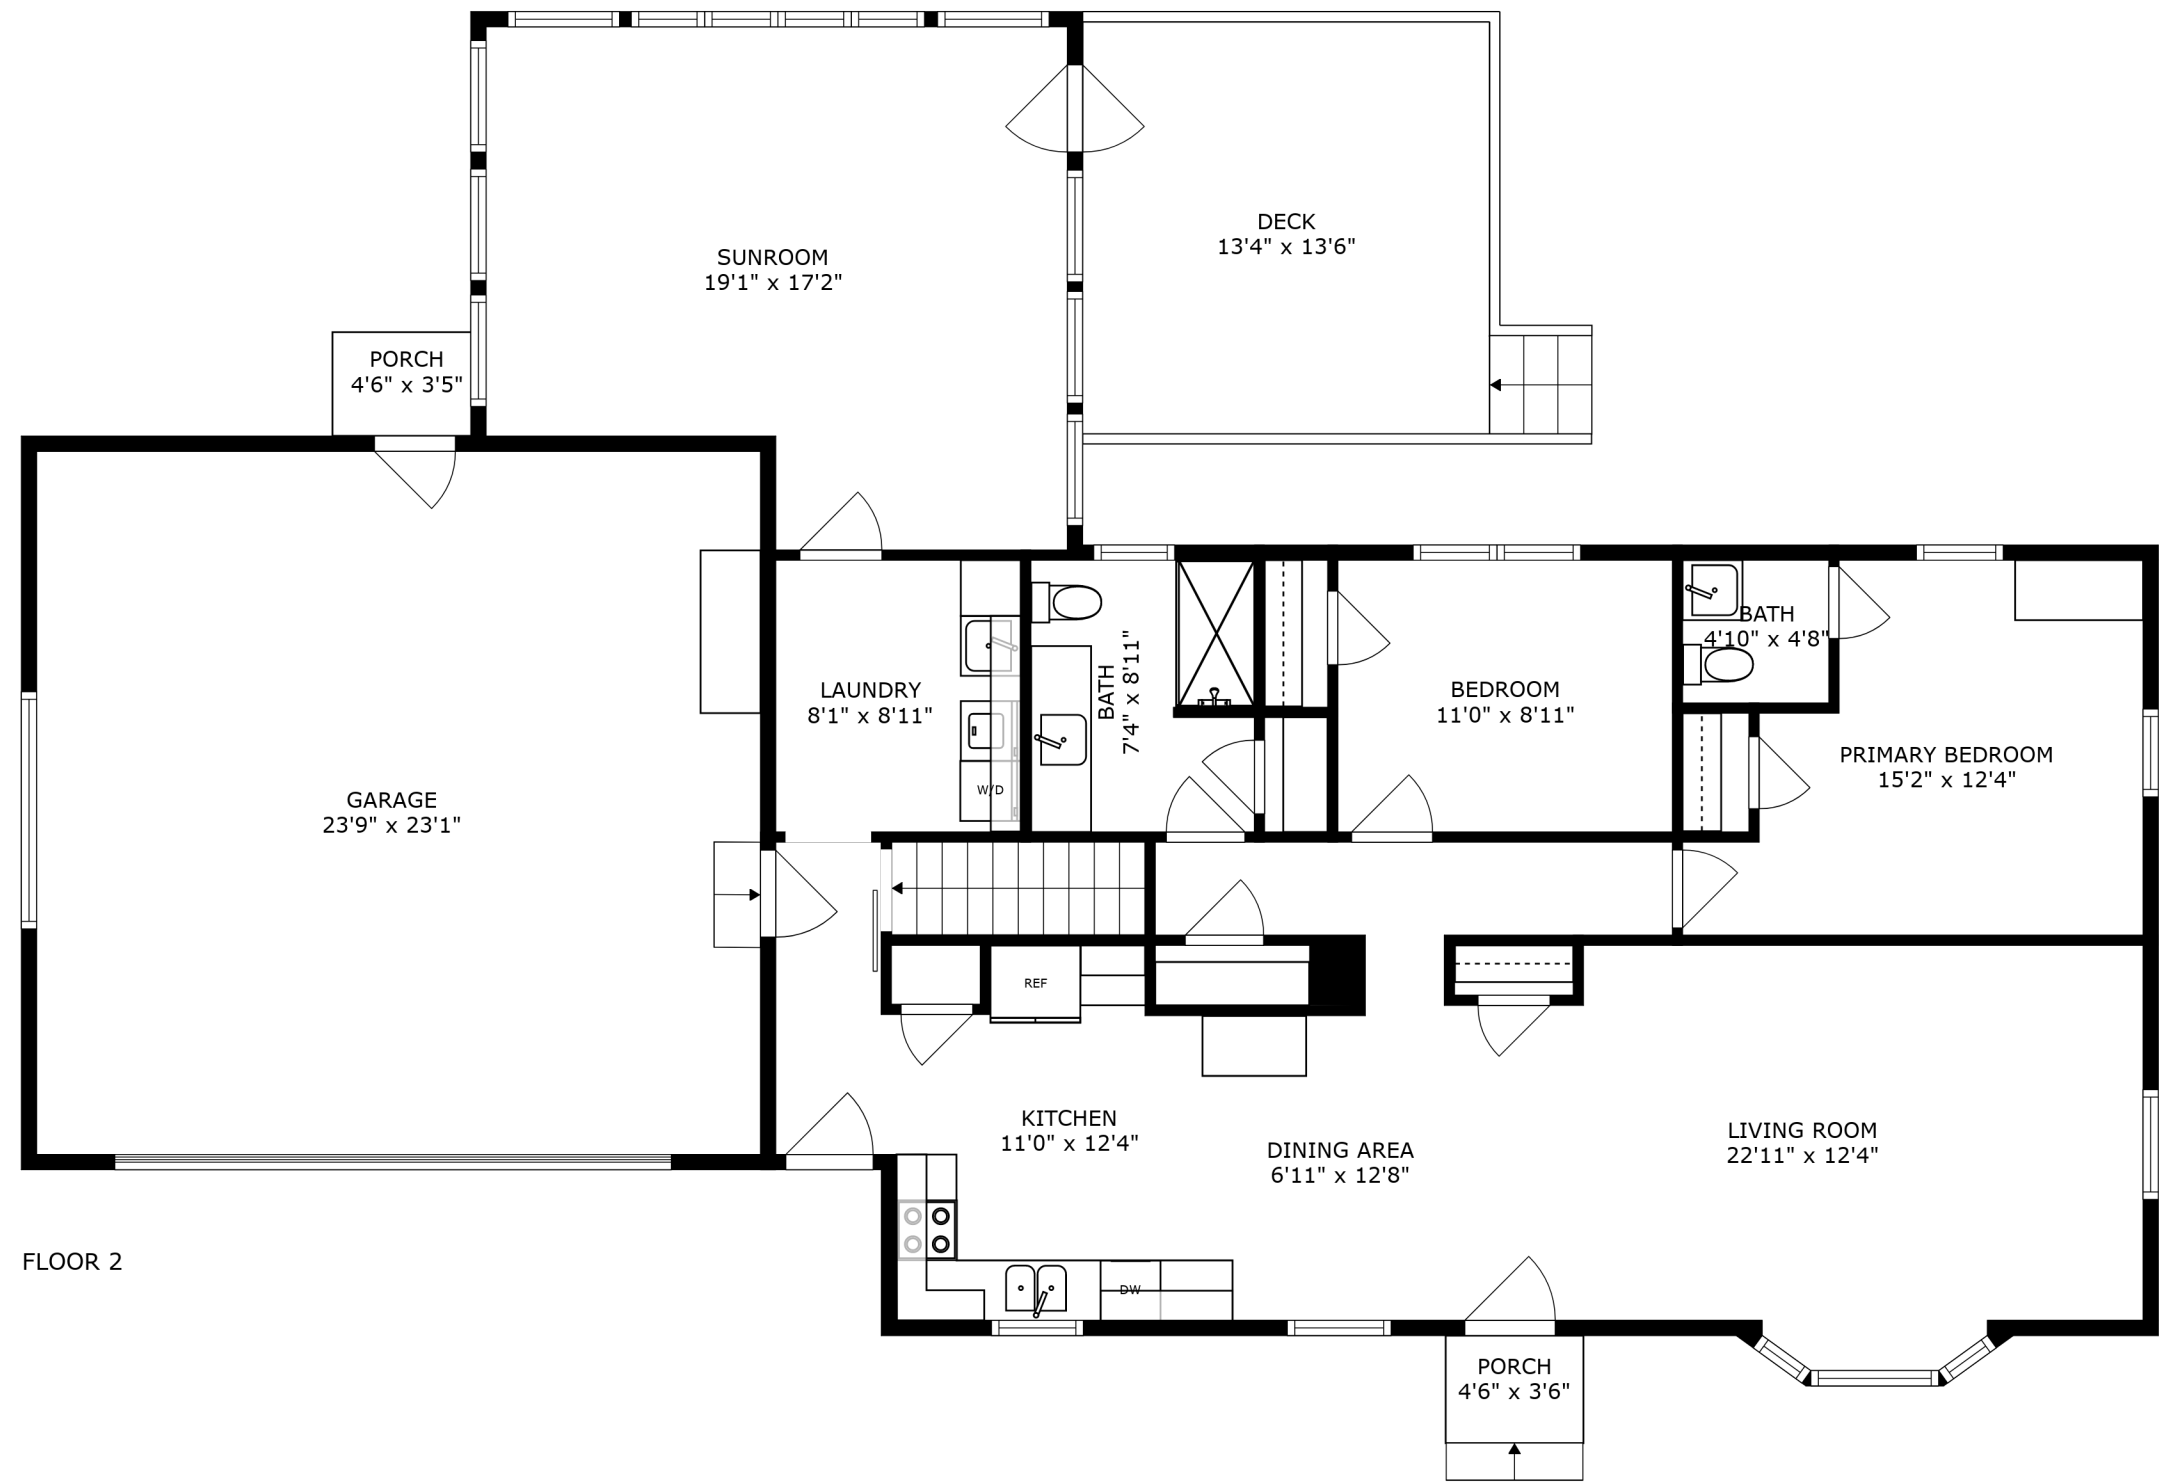 DECK
13'4" x 13'6"
SUNROOM
19'1" x 17'2"
PORCH
4'6" x 3'5"
BATH
4'10" x 4'8"
LAUNDRY
8'1" x 8'11"
BATH
7'4" x 8'11"
BEDROOM
11'0" x 8'11"
PRIMARY BEDROOM
15'2" x 12'4"
W/D
GARAGE
23'9" x 23'1"
REF
KITCHEN
11'0" x 12'4"
DINING AREA
6'11" x 12'8"
LIVING ROOM
22'11" x 12'4"
FLOOR 2
DW
PORCH
4'6" x 3'6"